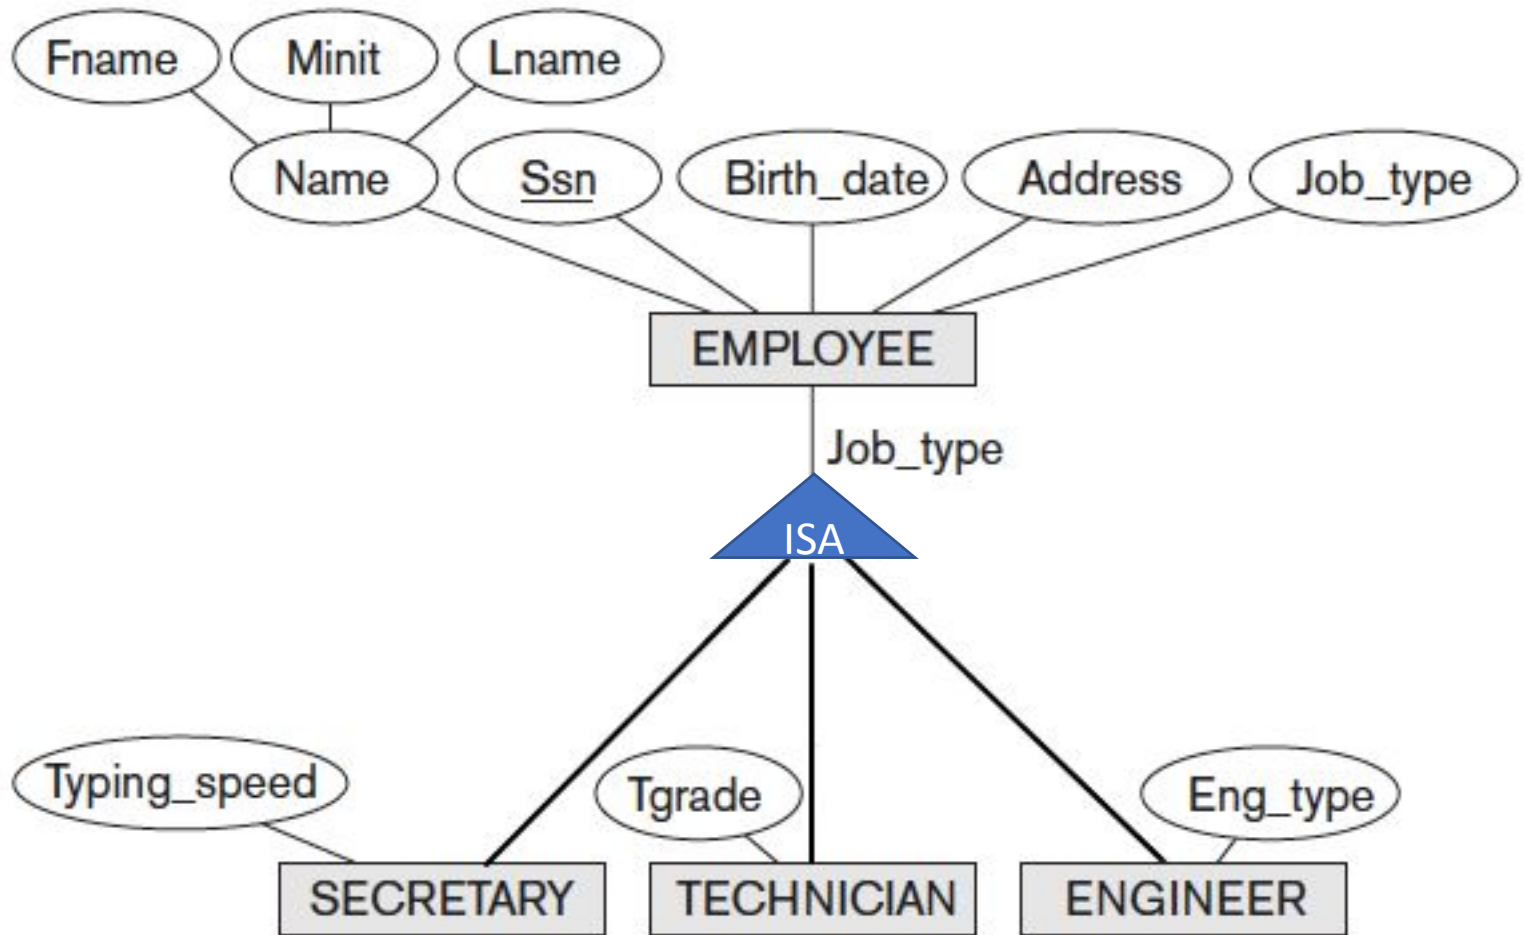 Fname Minit Lname
Name Ssn Birth_date Address Job_type
EMPLOYEE
Job_type
ISA
Typing_speed Tgrade Eng_type
SECRETARY TECHNICIAN ENGINEER